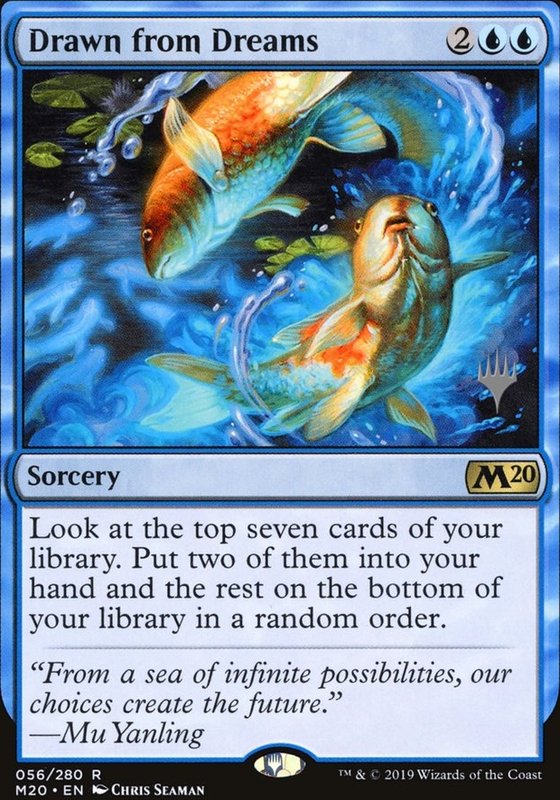 Drawn from Dreams 2
Sorcery M20
Look at the top seven cards of your
library. Put two of them into your
hand and the rest on the bottom of
your library in a random order.
“From a sea of infinite possibilities, our
choices create the future.”
—Mu Yanling
056/280 R
M20 • EN Chris Seaman
™ & © 2019 Wizards of the Coast